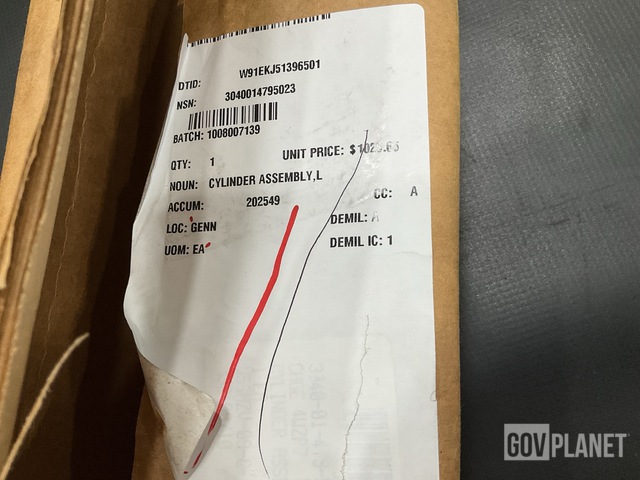 DTID: W91EKJ51396501
NSN: 3040014795023
BATCH: 1008007139
QTY: 1 UNIT PRICE:
NOUN: CYLINDER ASSEMBLY,L
ACCUM: 202549 CC: A
LOC: GENN DEMIL: A
UOM: EA DEMIL IC: 1
GOVPLANET